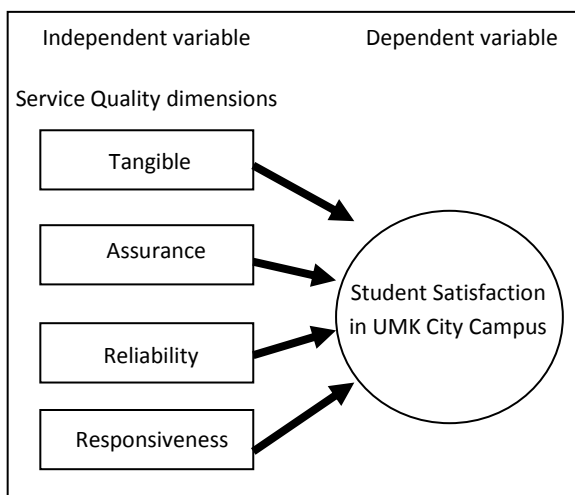 Independent variable
Dependent variable
Service Quality dimensions
Tangible
Assurance
Reliability
Responsiveness
Student Satisfaction
in UMK City Campus